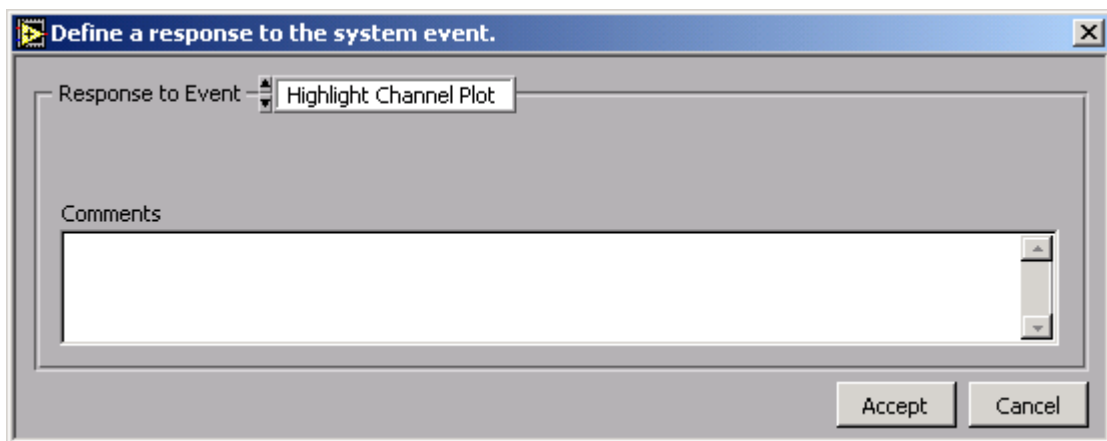 Define a response to the system event.
Response to Event Highlight Channel Plot
Comments
Accept Cancel